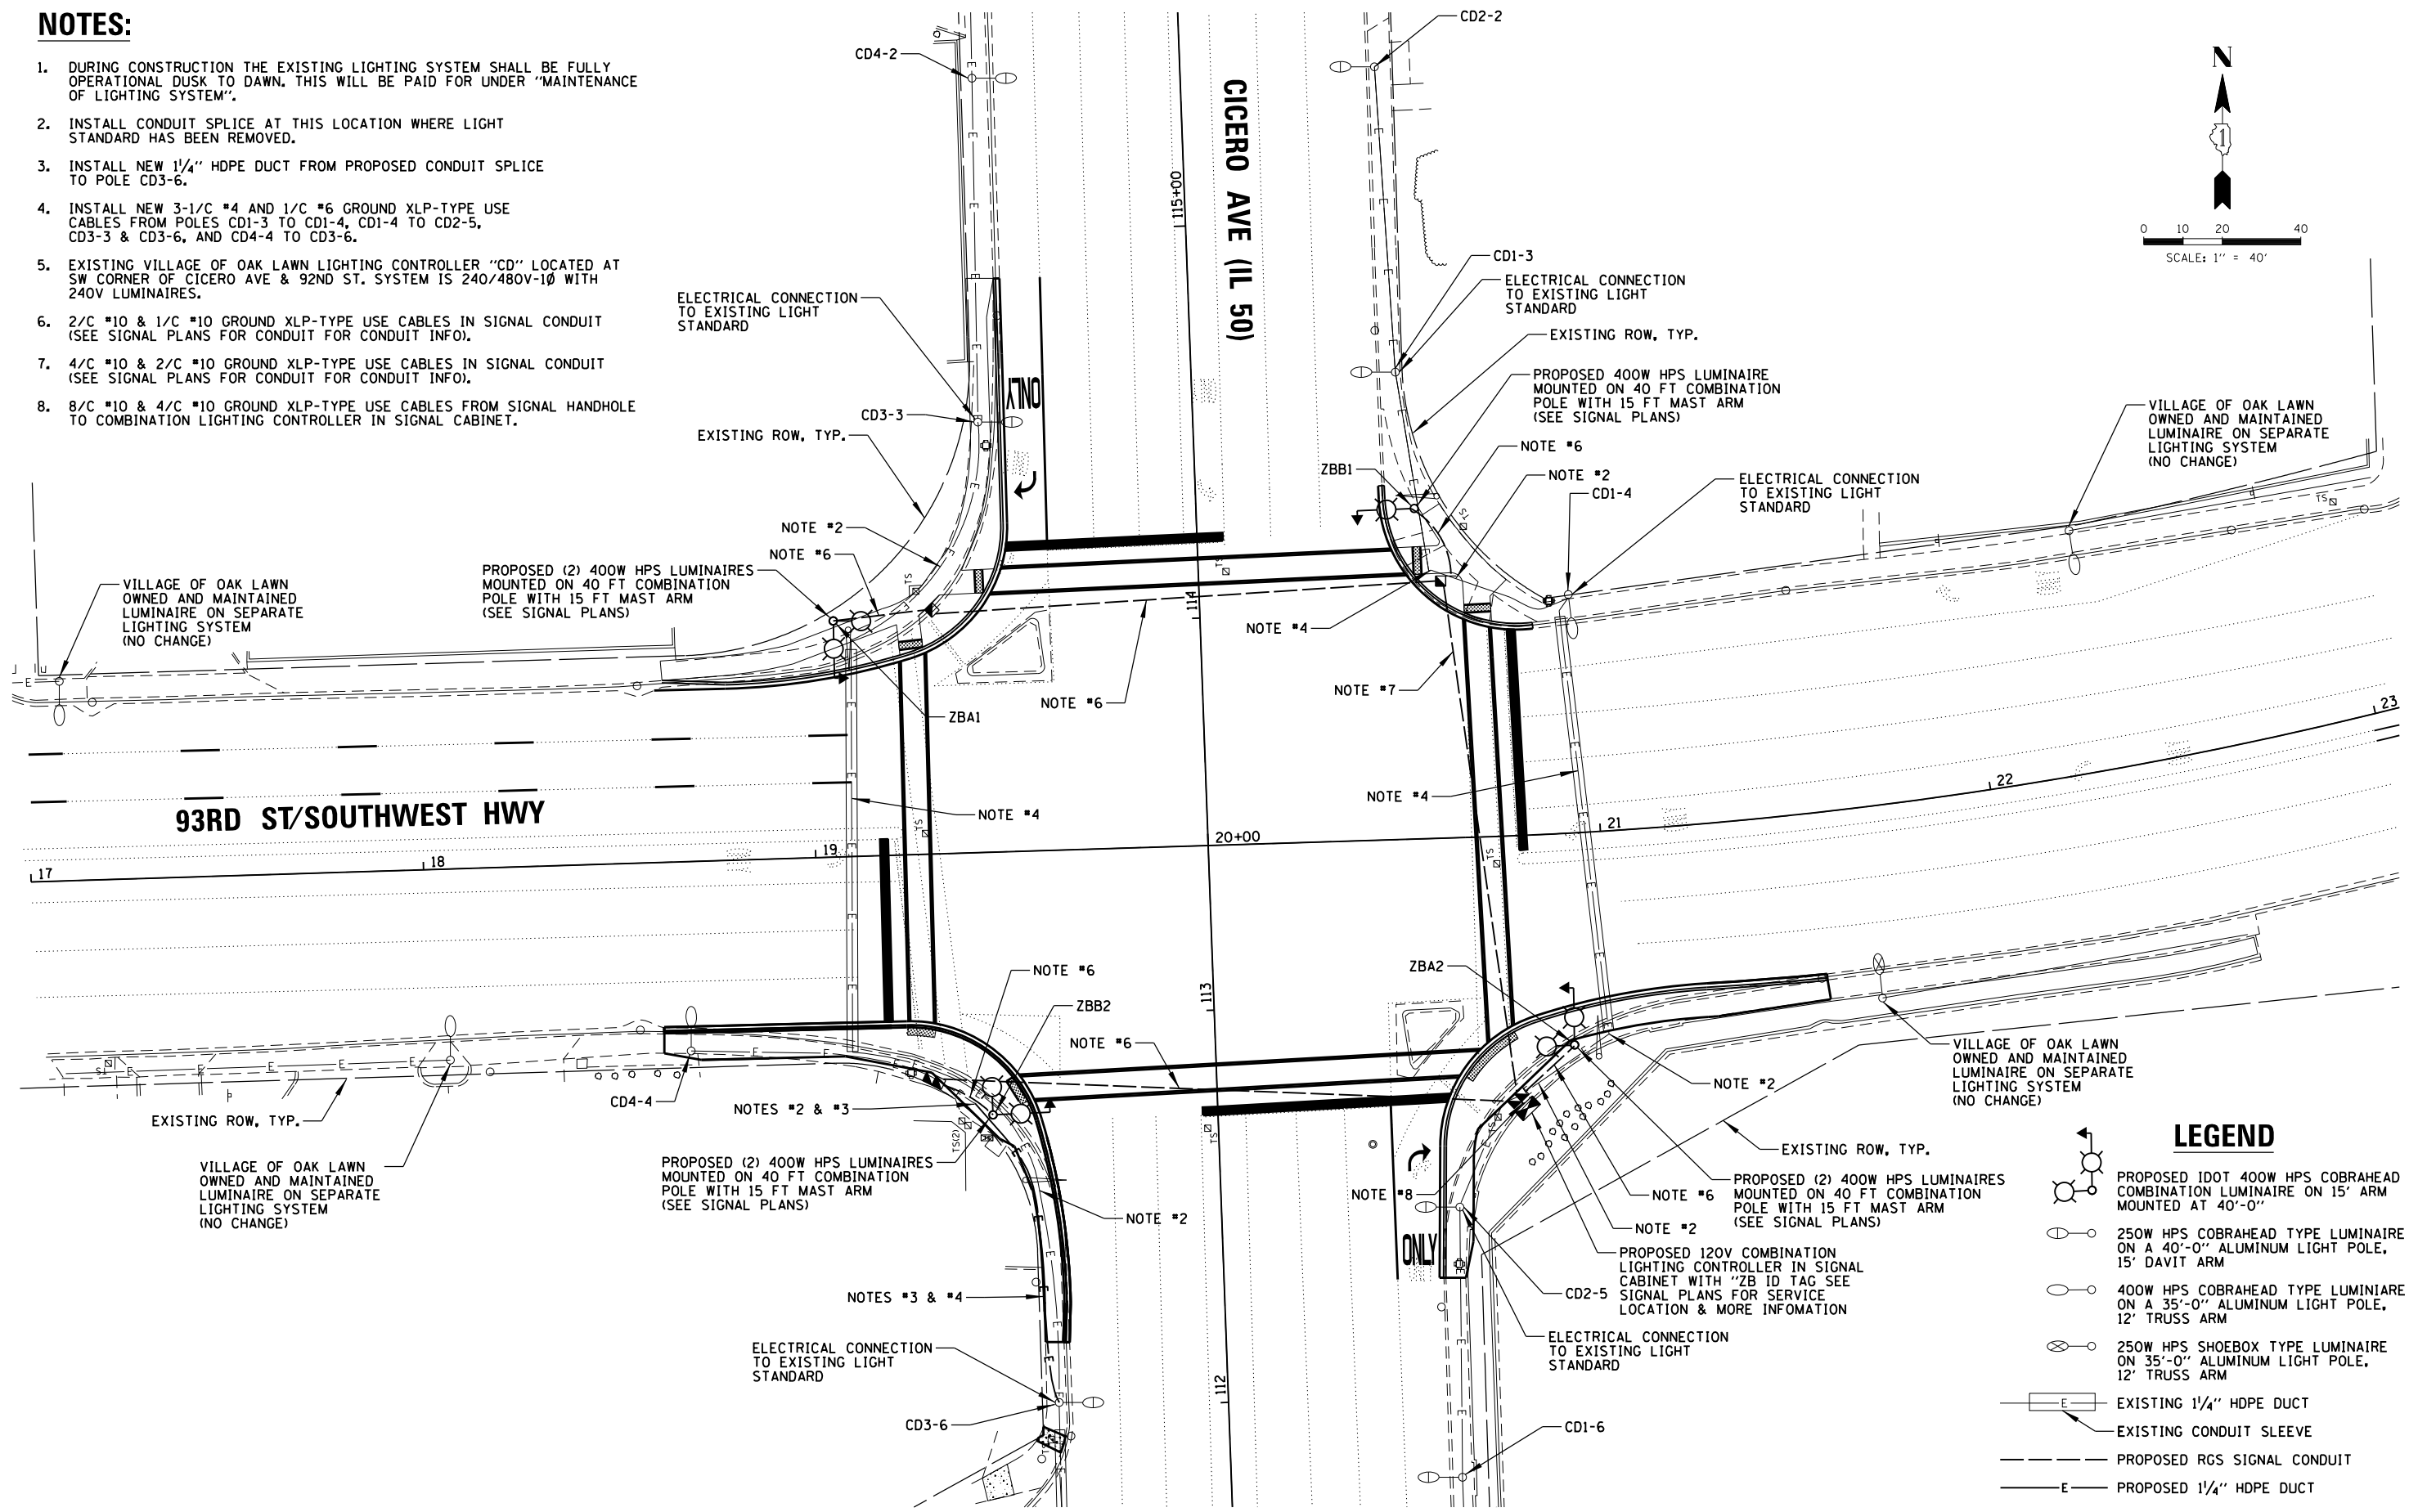 NOTES:
1. DURING CONSTRUCTION THE EXISTING LIGHTING SYSTEM SHALL BE FULLY
OPERATIONAL DUSK TO DAWN. THIS WILL BE PAID FOR UNDER "MAINTENANCE
OF LIGHTING SYSTEM".
2. INSTALL CONDUIT SPLICE AT THIS LOCATION WHERE LIGHT
STANDARD HAS BEEN REMOVED.
3. INSTALL NEW 1¼" HDPE DUCT FROM PROPOSED CONDUIT SPLICE
TO POLE CD3-6.
4. INSTALL NEW 3-1/C #4 AND 1/C #6 GROUND XLP-TYPE USE
CABLES FROM POLES CD1-3 TO CD1-4, CD1-4 TO CD2-5,
CD3-3 & CD3-6, AND CD4-4 TO CD3-6.
5. EXISTING VILLAGE OF OAK LAWN LIGHTING CONTROLLER "CD" LOCATED AT
SW CORNER OF CICERO AVE & 92ND ST. SYSTEM IS 240/480V-1Ø WITH
240V LUMINAIRES.
6. 2/C #10 & 1/C #10 GROUND XLP-TYPE USE CABLES IN SIGNAL CONDUIT
(SEE SIGNAL PLANS FOR CONDUIT FOR CONDUIT INFO).
7. 4/C #10 & 2/C #10 GROUND XLP-TYPE USE CABLES IN SIGNAL CONDUIT
(SEE SIGNAL PLANS FOR CONDUIT FOR CONDUIT INFO).
8. 8/C #10 & 4/C #10 GROUND XLP-TYPE USE CABLES FROM SIGNAL HANDHOLE
TO COMBINATION LIGHTING CONTROLLER IN SIGNAL CABINET.
CD4-2
CD2-2
CICERO AVE (IL 50)
115+00
N
1
0 10 20 40
SCALE: 1" = 40'
ELECTRICAL CONNECTION
TO EXISTING LIGHT
STANDARD
CD3-3
EXISTING ROW, TYP.
ONLY
CD1-3
ELECTRICAL CONNECTION
TO EXISTING LIGHT
STANDARD
EXISTING ROW, TYP.
PROPOSED 400W HPS LUMINAIRE
MOUNTED ON 40 FT COMBINATION
POLE WITH 15 FT MAST ARM
(SEE SIGNAL PLANS)
NOTE #6
ZBB1
NOTE #2
CD1-4
ELECTRICAL CONNECTION
TO EXISTING LIGHT
STANDARD
VILLAGE OF OAK LAWN
OWNED AND MAINTAINED
LUMINAIRE ON SEPARATE
LIGHTING SYSTEM
(NO CHANGE)
TS
TS
NOTE #2
NOTE #6
PROPOSED (2) 400W HPS LUMINAIRES
MOUNTED ON 40 FT COMBINATION
POLE WITH 15 FT MAST ARM
(SEE SIGNAL PLANS)
TS
TS
VILLAGE OF OAK LAWN
OWNED AND MAINTAINED
LUMINAIRE ON SEPARATE
LIGHTING SYSTEM
(NO CHANGE)
114
NOTE #4
NOTE #6
NOTE #7
ZBA1
NOTE #4
NOTE #4
93RD ST/SOUTHWEST HWY
TS
TS
17
18
19
20+00
21
22
23
NOTE #6
ZBB2
NOTE #6
113
ZBA2
NOTE #2
VILLAGE OF OAK LAWN
OWNED AND MAINTAINED
LUMINAIRE ON SEPARATE
LIGHTING SYSTEM
(NO CHANGE)
TS
EXISTING ROW, TYP.
CD4-4
NOTES #2 & #3
TS(2)
TS
TS
VILLAGE OF OAK LAWN
OWNED AND MAINTAINED
LUMINAIRE ON SEPARATE
LIGHTING SYSTEM
(NO CHANGE)
PROPOSED (2) 400W HPS LUMINAIRES
MOUNTED ON 40 FT COMBINATION
POLE WITH 15 FT MAST ARM
(SEE SIGNAL PLANS)
NOTE #2
NOTES #3 & #4
ELECTRICAL CONNECTION
TO EXISTING LIGHT
STANDARD
CD3-6
112
ONLY
NOTE #8
EXISTING ROW, TYP.
PROPOSED (2) 400W HPS LUMINAIRES
MOUNTED ON 40 FT COMBINATION
POLE WITH 15 FT MAST ARM
(SEE SIGNAL PLANS)
NOTE #6
NOTE #2
PROPOSED 120V COMBINATION
LIGHTING CONTROLLER IN SIGNAL
CABINET WITH "ZB ID TAG SEE
SIGNAL PLANS FOR SERVICE
LOCATION & MORE INFOMATION
CD2-5
ELECTRICAL CONNECTION
TO EXISTING LIGHT
STANDARD
CD1-6
LEGEND
PROPOSED IDOT 400W HPS COBRAHEAD
COMBINATION LUMINAIRE ON 15' ARM
MOUNTED AT 40'-0"
250W HPS COBRAHEAD TYPE LUMINAIRE
ON A 40'-0" ALUMINUM LIGHT POLE,
15' DAVIT ARM
400W HPS COBRAHEAD TYPE LUMINIARE
ON A 35'-0" ALUMINUM LIGHT POLE,
12' TRUSS ARM
250W HPS SHOEBOX TYPE LUMINAIRE
ON 35'-0" ALUMINUM LIGHT POLE,
12' TRUSS ARM
E EXISTING 1¼" HDPE DUCT
EXISTING CONDUIT SLEEVE
PROPOSED RGS SIGNAL CONDUIT
E PROPOSED 1¼" HDPE DUCT